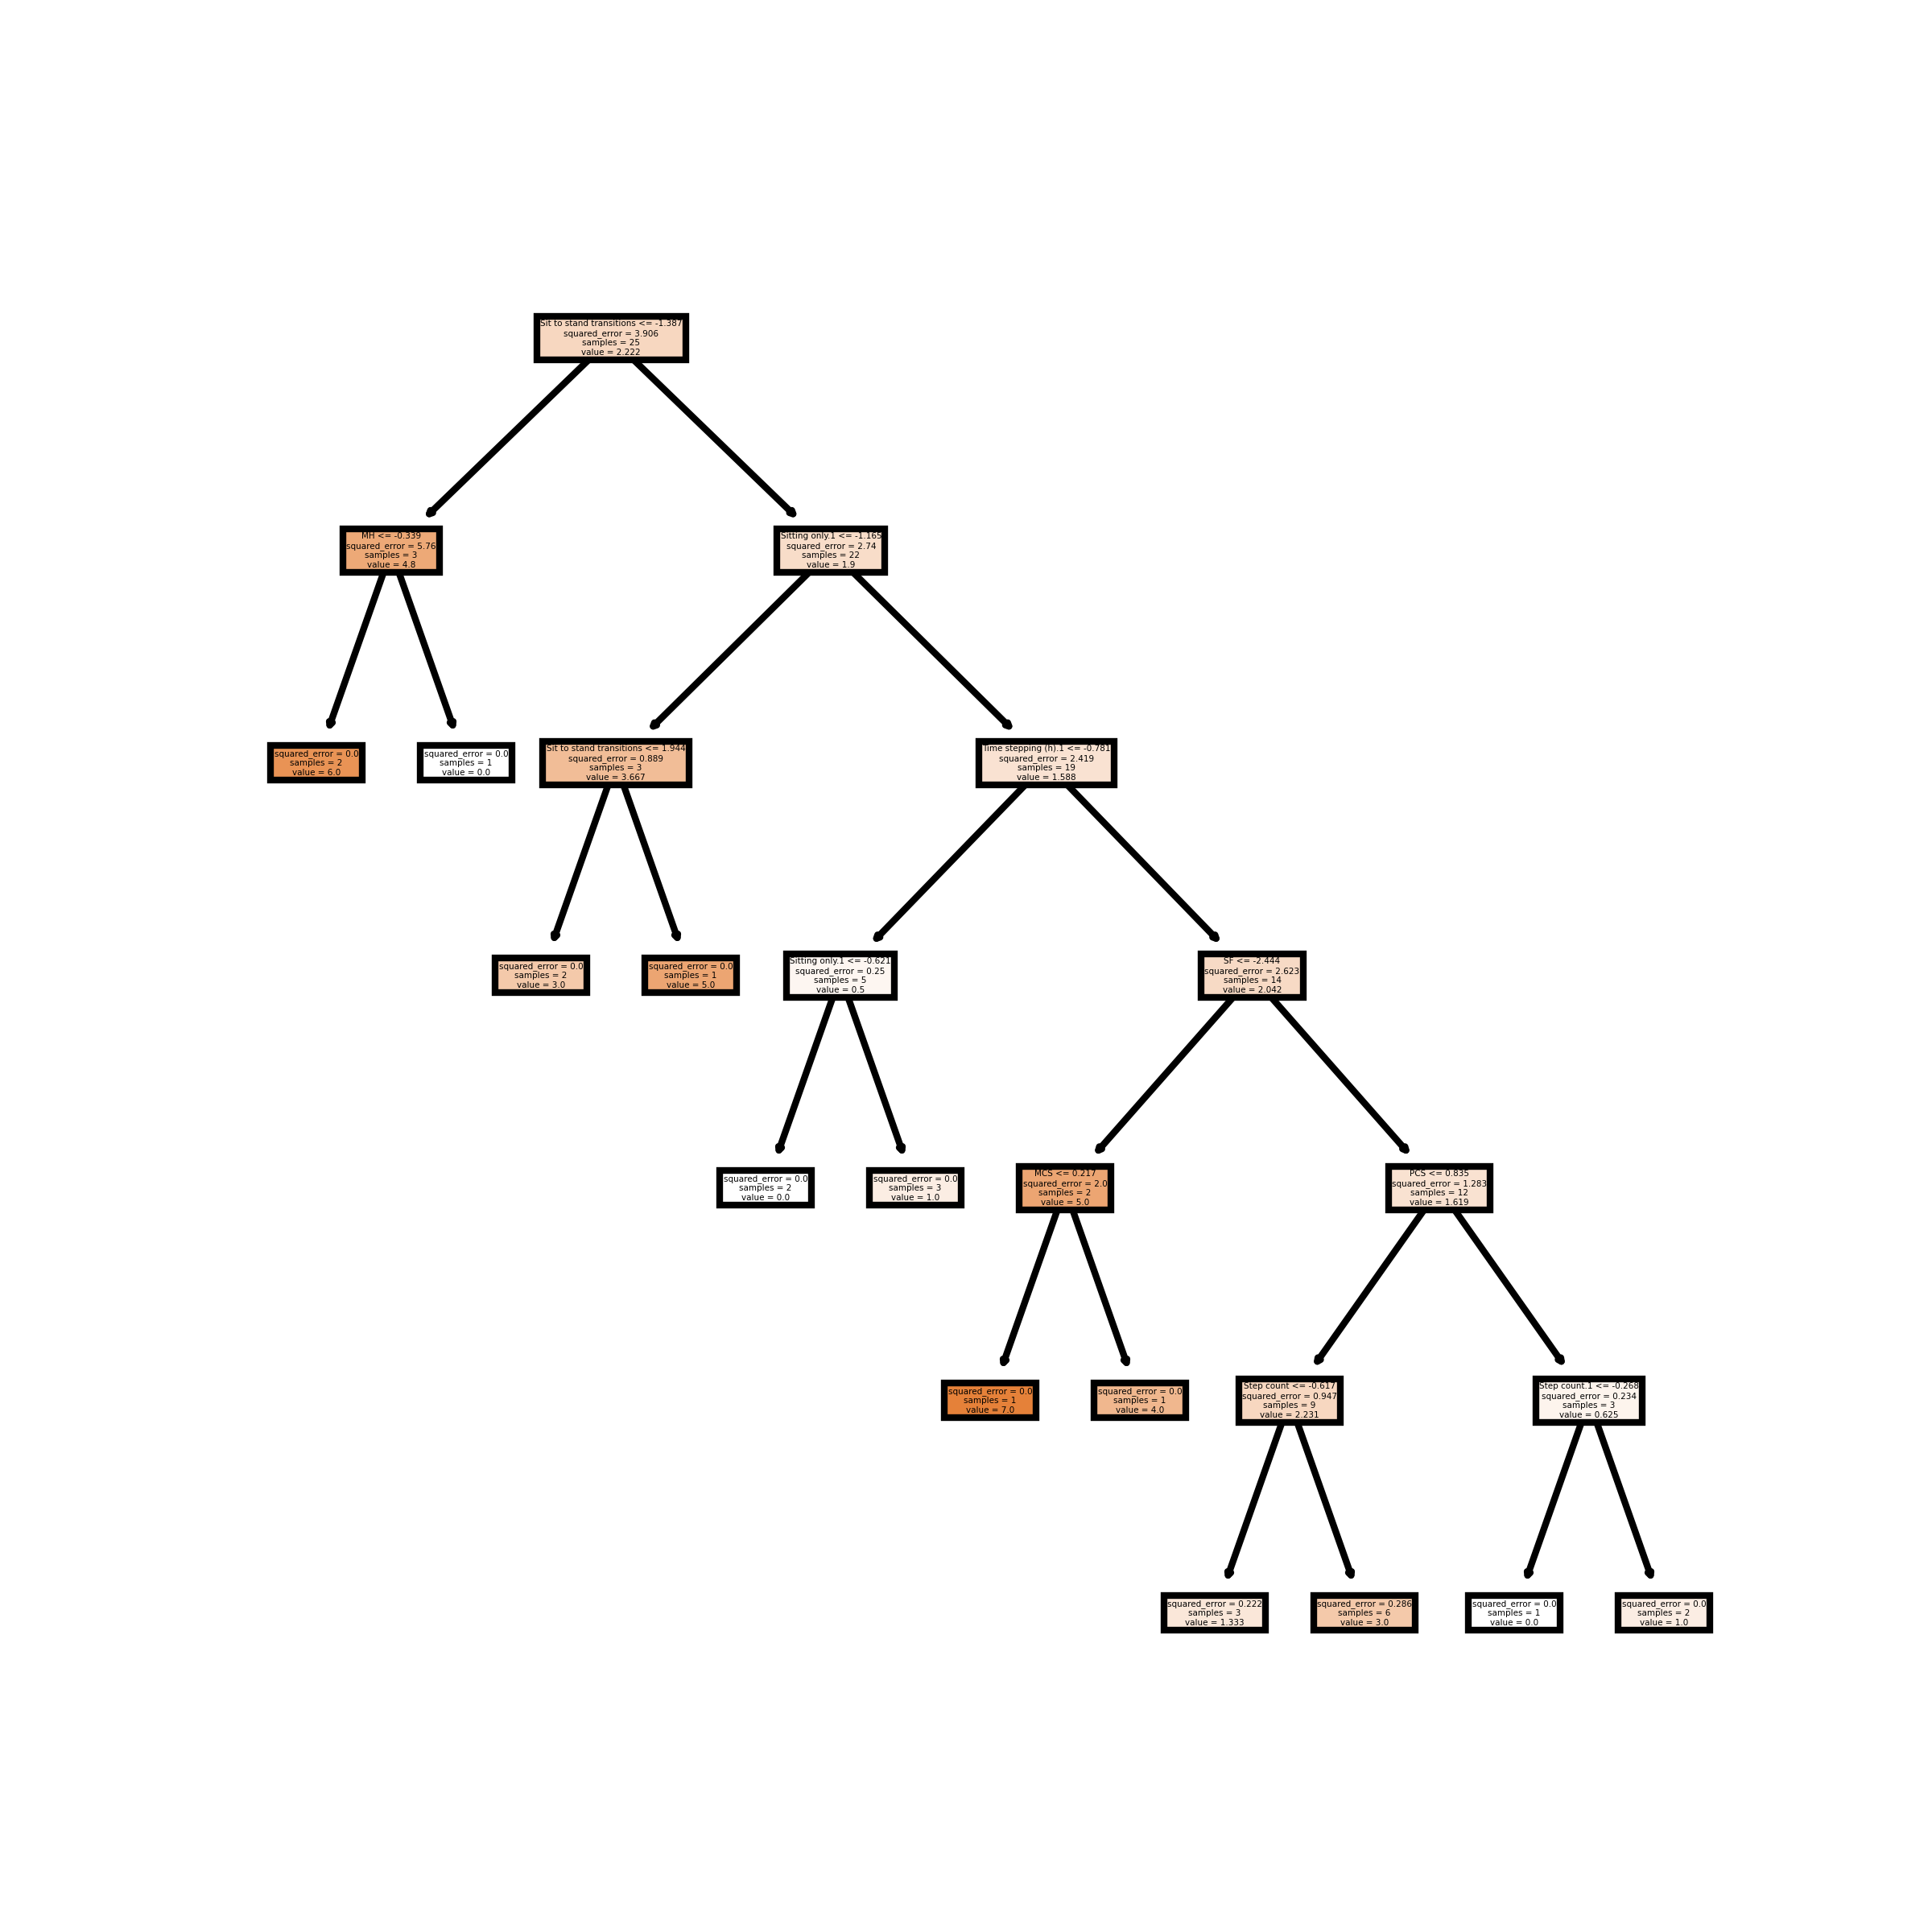 Sit to stand transitions <= -1.387
squared_error = 3.906
samples = 25
value = 2.222
MH <= -0.339
squared_error = 5.76
samples = 3
value = 4.8
Sitting only.1 <= -1.165
squared_error = 2.74
samples = 22
value = 1.9
squared_error = 0.0
samples = 2
value = 6.0
squared_error = 0.0
samples = 1
value = 0.0
Sit to stand transitions <= 1.944
squared_error = 0.889
samples = 3
value = 3.667
Time stepping (h).1 <= -0.781
squared_error = 2.419
samples = 19
value = 1.588
squared_error = 0.0
samples = 2
value = 3.0
squared_error = 0.0
samples = 1
value = 5.0
Sitting only.1 <= -0.621
squared_error = 0.25
samples = 5
value = 0.5
SF <= -2.444
squared_error = 2.623
samples = 14
value = 2.042
squared_error = 0.0
samples = 2
value = 0.0
squared_error = 0.0
samples = 3
value = 1.0
MCS <= 0.217
squared_error = 2.0
samples = 2
value = 5.0
PCS <= 0.835
squared_error = 1.283
samples = 12
value = 1.619
squared_error = 0.0
samples = 1
value = 7.0
squared_error = 0.0
samples = 1
value = 4.0
Step count <= -0.617
squared_error = 0.947
samples = 9
value = 2.231
Step count.1 <= -0.268
squared_error = 0.234
samples = 3
value = 0.625
squared_error = 0.222
samples = 3
value = 1.333
squared_error = 0.286
samples = 6
value = 3.0
squared_error = 0.0
samples = 1
value = 0.0
squared_error = 0.0
samples = 2
value = 1.0